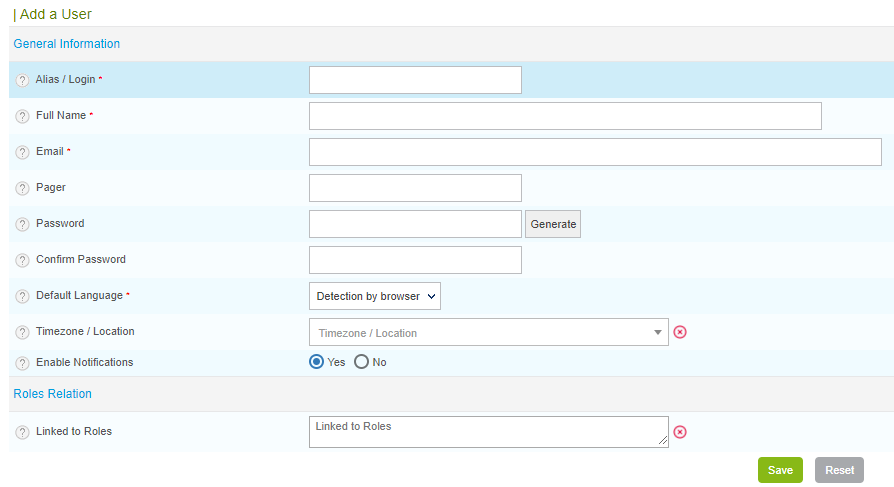 | Add a User
General Information
? Alias / Login *
? Full Name *
? Email *
? Pager
? Password Generate
? Confirm Password
? Default Language * Detection by browser
? Timezone / Location Timezone / Location
? Enable Notifications Yes No
Roles Relation
? Linked to Roles Linked to Roles
Save Reset